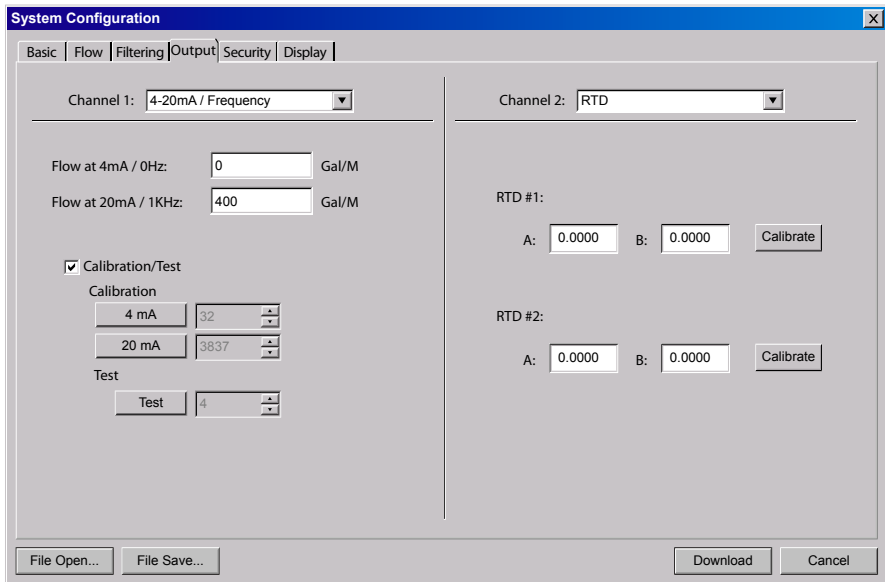 System Configuration
Basic Flow Filtering Output Security Display
Channel 1: 4-20mA / Frequency
Flow at 4mA / 0Hz: 0 Gal/M
Flow at 20mA / 1KHz: 400 Gal/M
Calibration/Test
Calibration
4 mA 32
20 mA 3837
Test
Test 4
Channel 2: RTD
RTD #1:
A: 0.0000 B: 0.0000 Calibrate
RTD #2:
A: 0.0000 B: 0.0000 Calibrate
File Open... File Save... Download Cancel